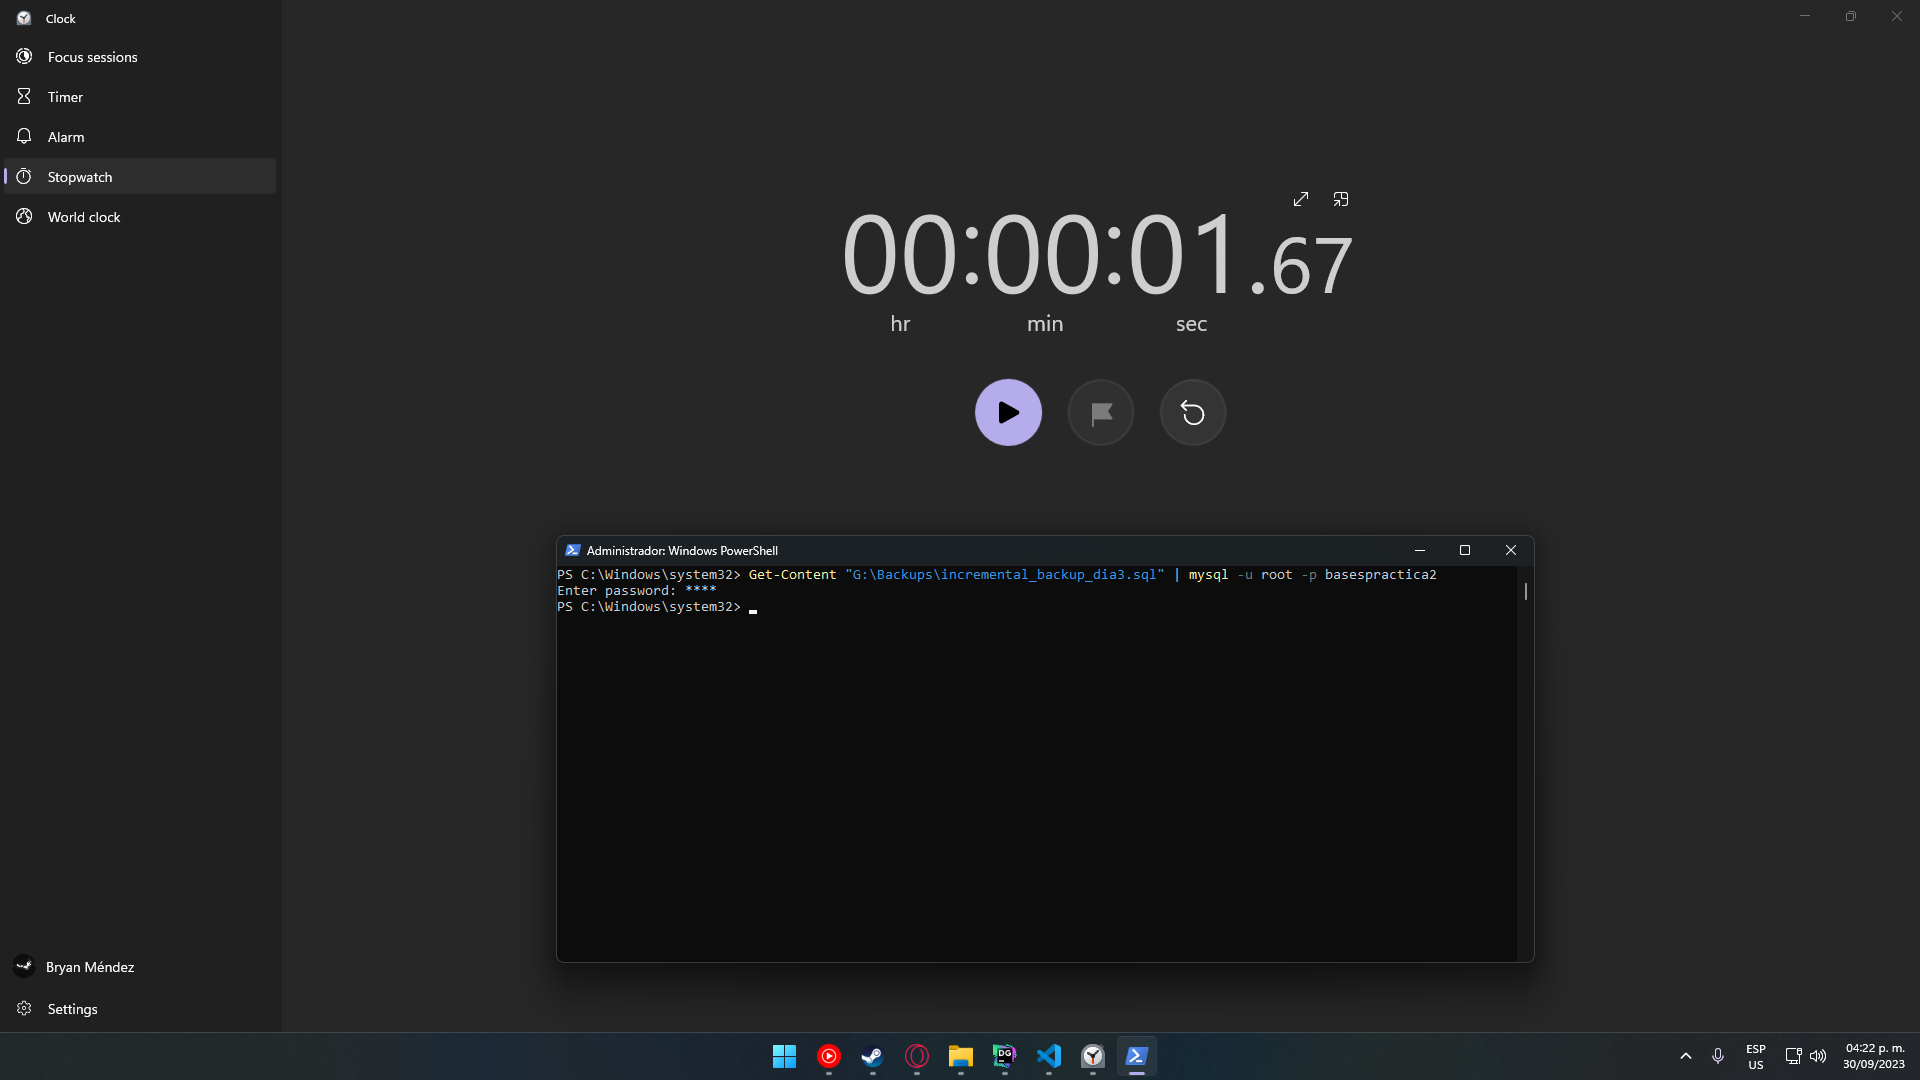 Clock
Focus sessions
Timer
Alarm
Stopwatch
World clock
00:00:01.67
hr min sec
Administrador: Windows PowerShell
PS C:\Windows\system32> Get-Content "G:\Backups\incremental_backup_dia3.sql" | mysql -u root -p basespractica2
Enter password: ****
PS C:\Windows\system32>
Bryan Méndez
Settings
DG
ESP
US
04:22 p. m.
30/09/2023